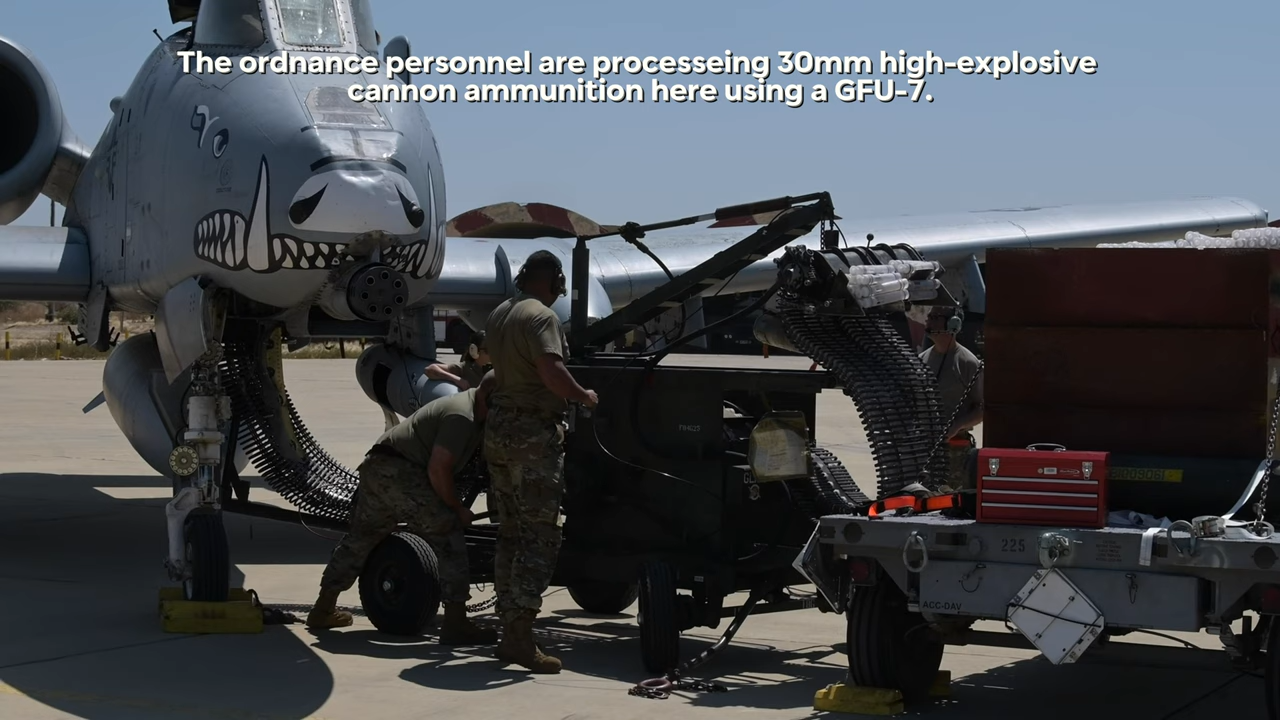 The ordnance personnel are processeing 30mm high-explosive
cannon ammunition here using a GFU-7.
225
ACC-DAV